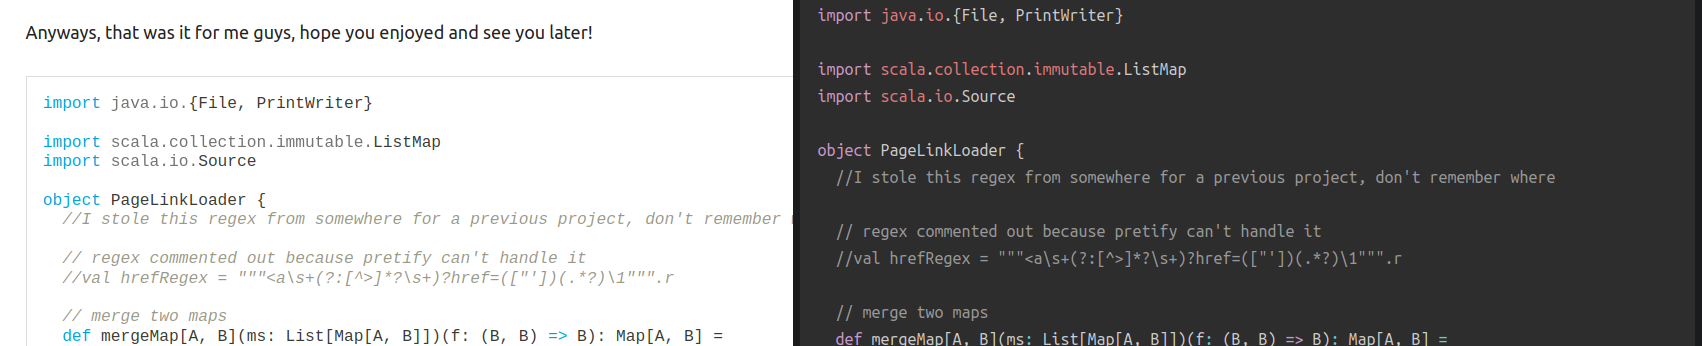 Anyways, that was it for me guys, hope you enjoyed and see you later!
import java.io.{File, PrintWriter}
import scala.collection.immutable.ListMap
import scala.io.Source
object PageLinkLoader {
//I stole this regex from somewhere for a previous project, don't remember
// regex commented out because pretify can't handle it
//val hrefRegex = """<a\s+(?:[^>]*?\s+)?href=(["'])(.*?)\1""".r
// merge two maps
def mergeMap[A, B](ms: List[Map[A, B]])(f: (B, B) => B): Map[A, B] =
import java.io.{File, PrintWriter}
import scala.collection.immutable.ListMap
import scala.io.Source
object PageLinkLoader {
//I stole this regex from somewhere for a previous project, don't remember where
// regex commented out because pretify can't handle it
//val hrefRegex = """<a\s+(?:[^>]*?\s+)?href=(["'])(.*?)\1""".r
// merge two maps
def mergeMap[A, B](ms: List[Map[A, B]])(f: (B, B) => B): Map[A, B] =